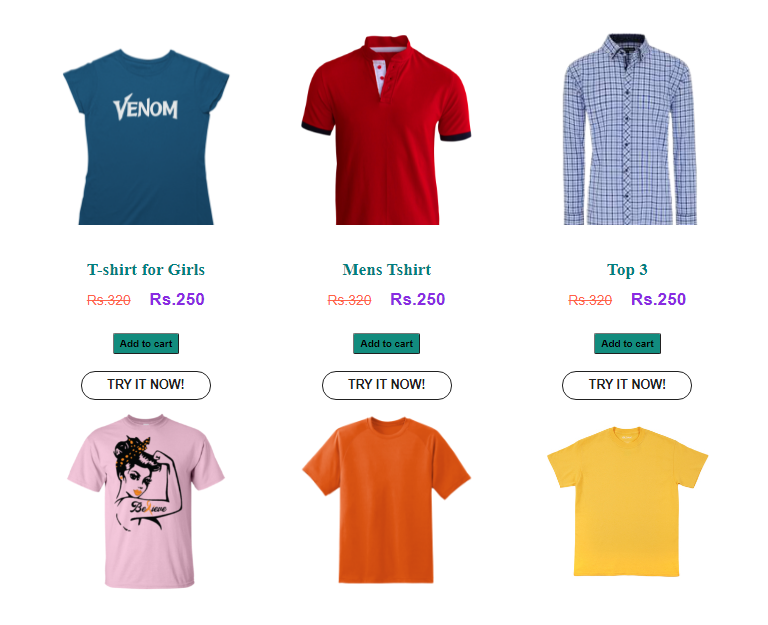 VENOM
T-shirt for Girls
Mens Tshirt
Top 3
Rs.320 Rs.250
Rs.320 Rs.250
Rs.320 Rs.250
Add to cart
Add to cart
Add to cart
TRY IT NOW!
TRY IT NOW!
TRY IT NOW!
Believe